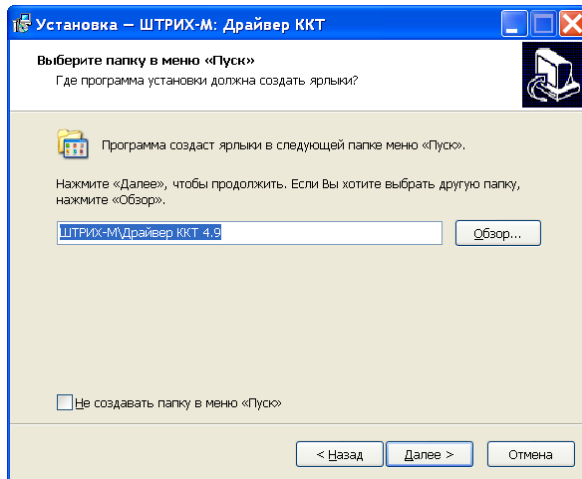 Установка — ШТРИХ-М: Драйвер ККТ
Выберите папку в меню «Пуск»
Где программа установки должна создать ярлыки?
Программа создаст ярлыки в следующей папке меню «Пуск».
Нажмите «Далее», чтобы продолжить. Если Вы хотите выбрать другую папку,
нажмите «Обзор».
ШТРИХ-М\Драйвер ККТ 4.9
Обзор...
Не создавать папку в меню «Пуск»
< Назад
Далее >
Отмена